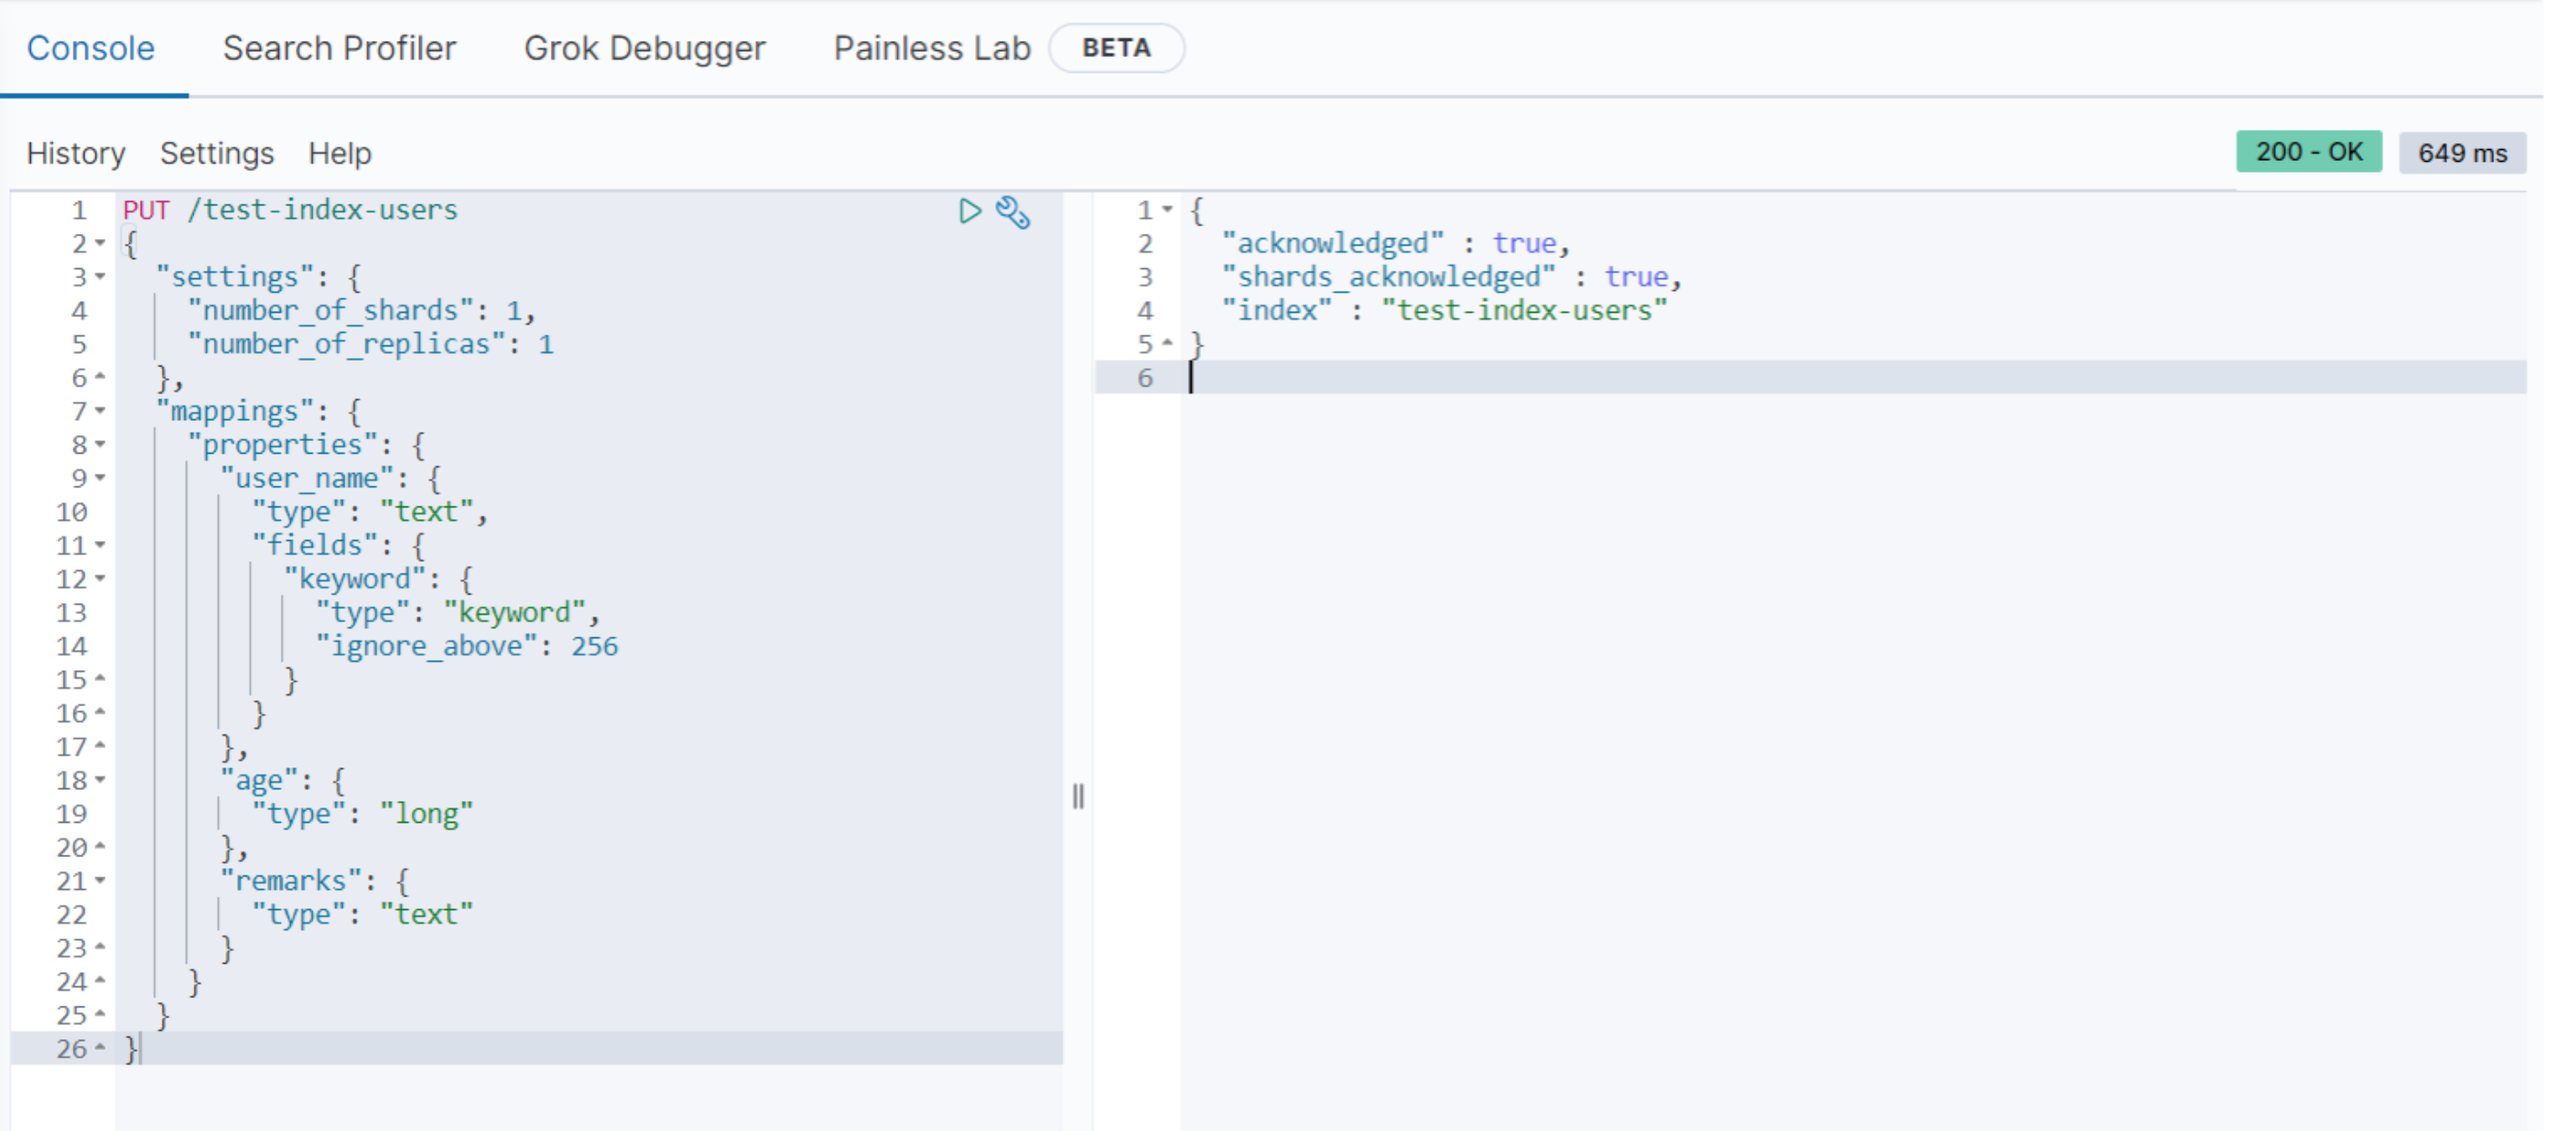 Console Search Profiler Grok Debugger Painless Lab BETA
History Settings Help 200 - OK 649 ms
1 PUT /test-index-users
2 {
3   "settings": {
4     "number_of_shards": 1,
5     "number_of_replicas": 1
6   },
7   "mappings": {
8     "properties": {
9       "user_name": {
10         "type": "text",
11         "fields": {
12           "keyword": {
13             "type": "keyword",
14             "ignore_above": 256
15           }
16         }
17       },
18       "age": {
19         "type": "long"
20       },
21       "remarks": {
22         "type": "text"
23       }
24     }
25   }
26 }
1 {
2   "acknowledged" : true,
3   "shards_acknowledged" : true,
4   "index" : "test-index-users"
5 }
6